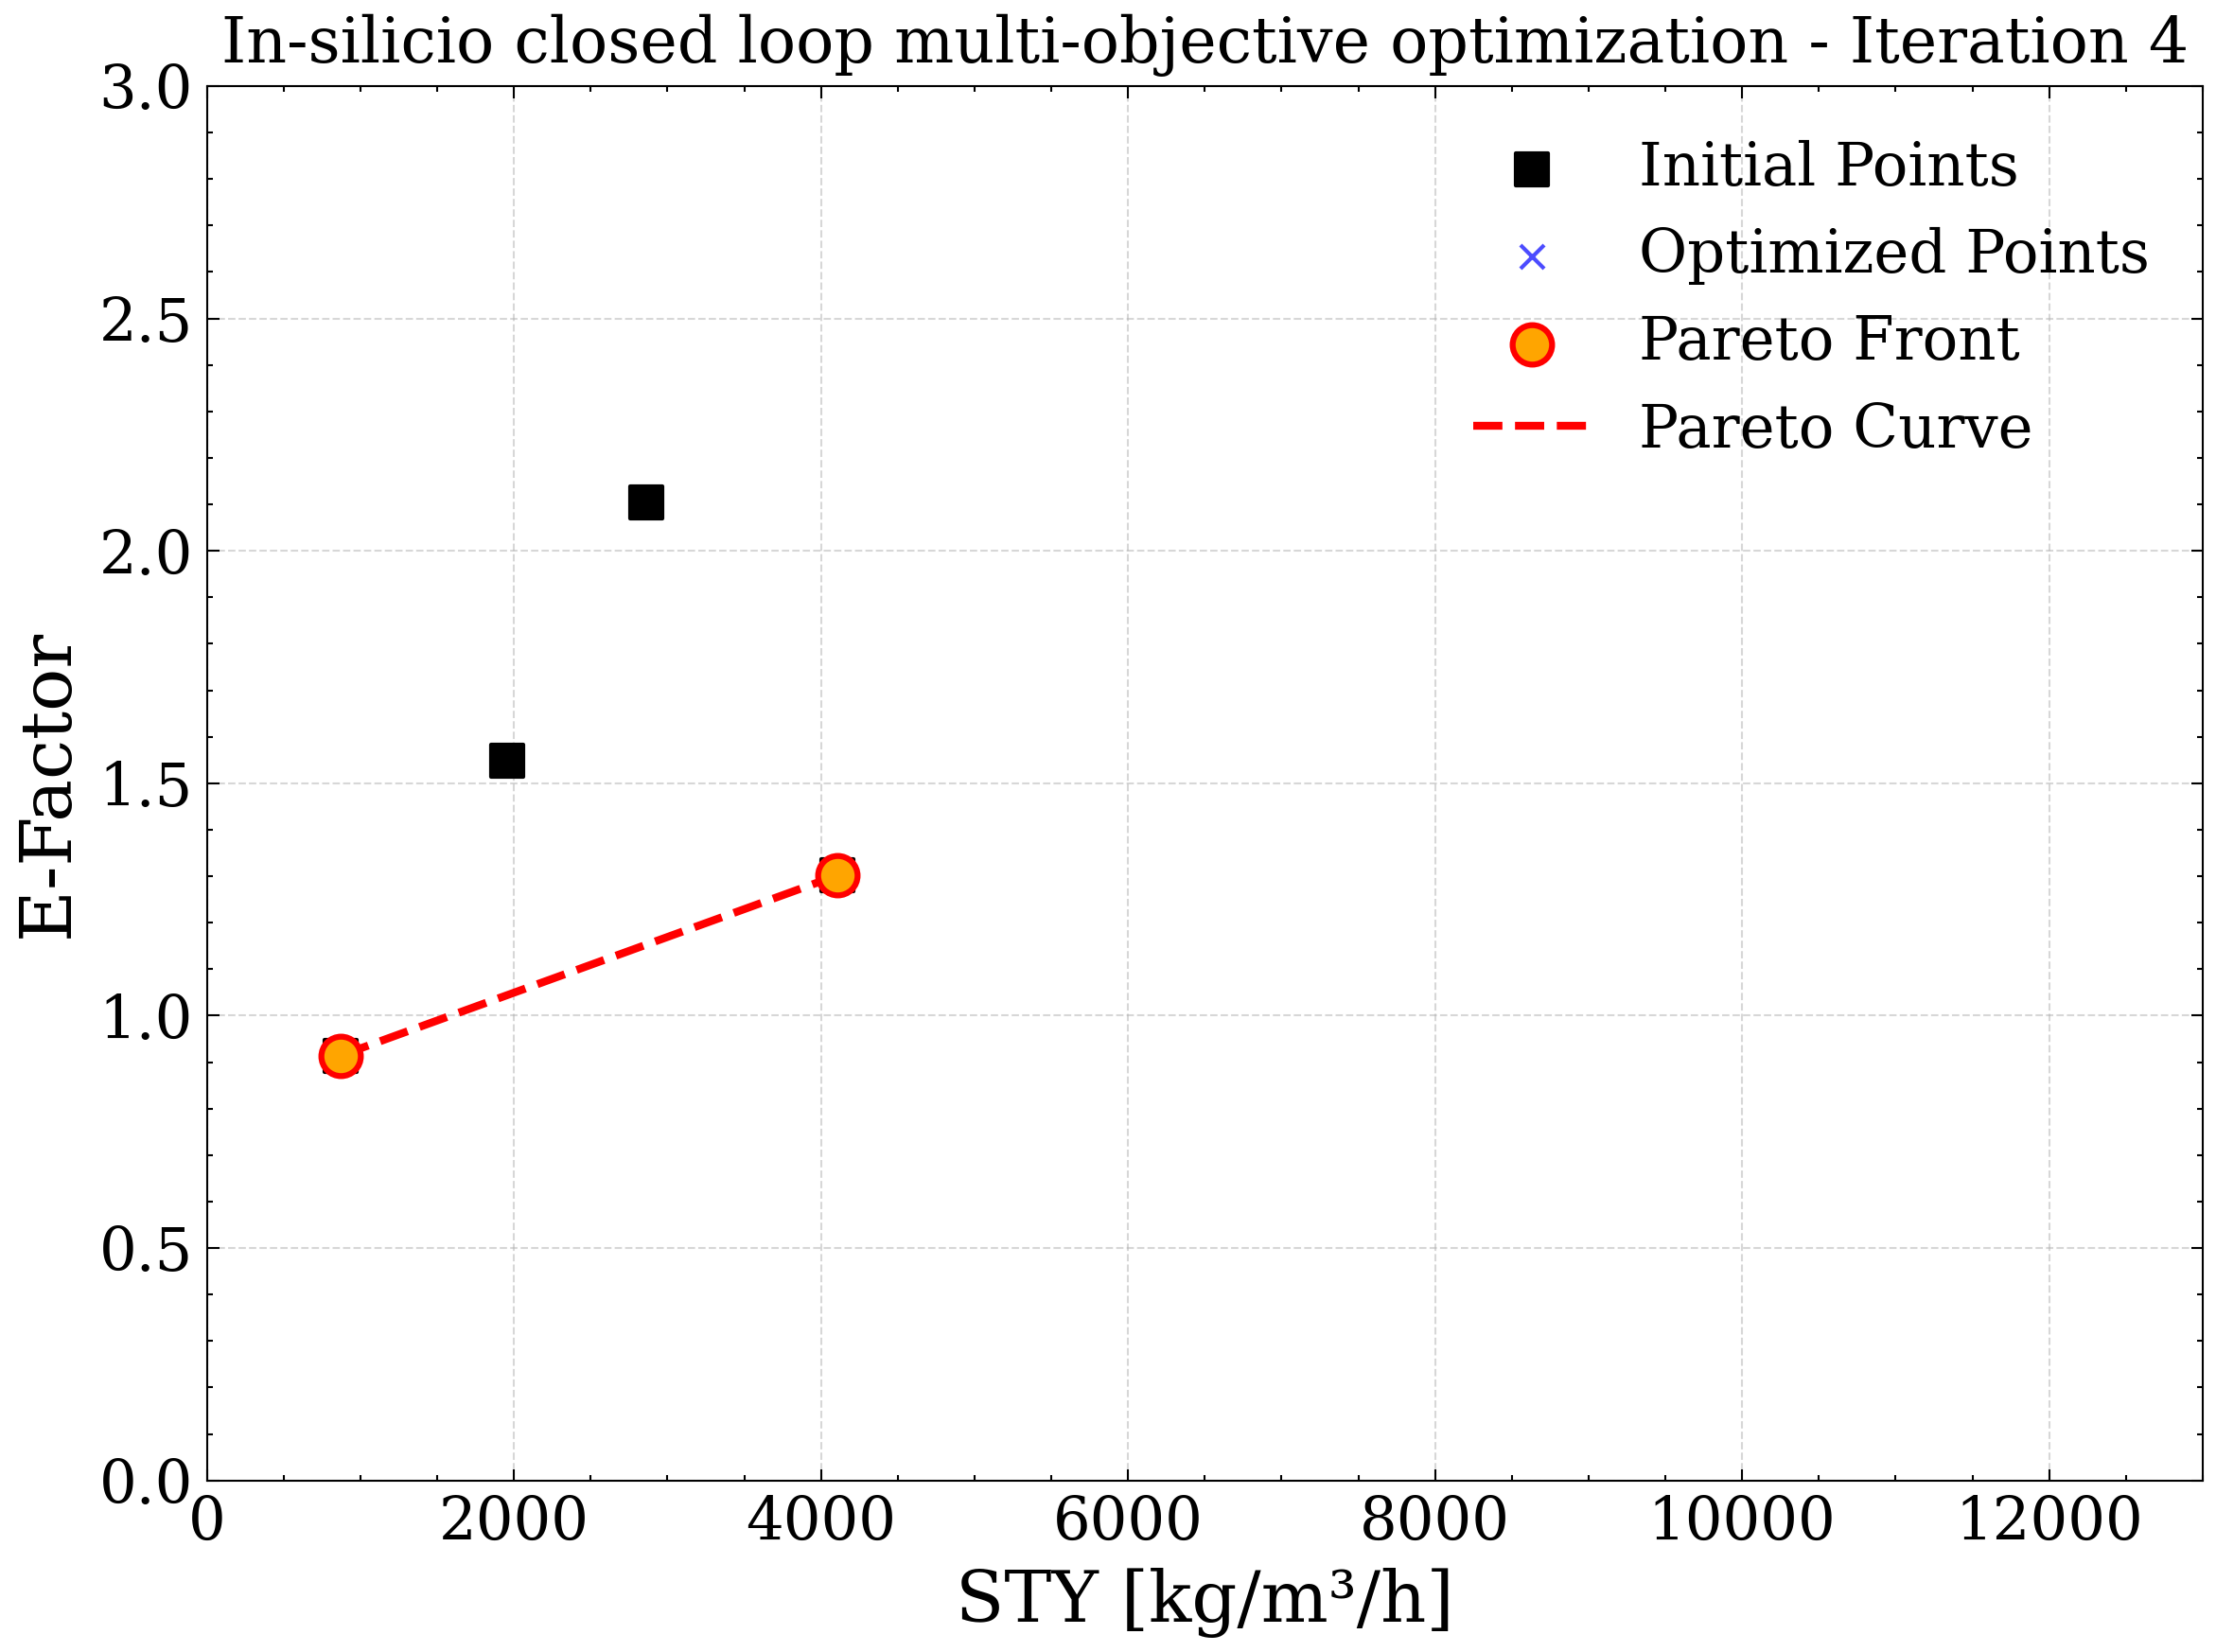 In-silicio closed loop multi-objective optimization - Iteration 4
3.0
2.5
2.0
1.5
1.0
0.5
0.0
E-Factor
Initial Points
Optimized Points
Pareto Front
Pareto Curve
0 2000 4000 6000 8000 10000 12000
STY [kg/m³/h]